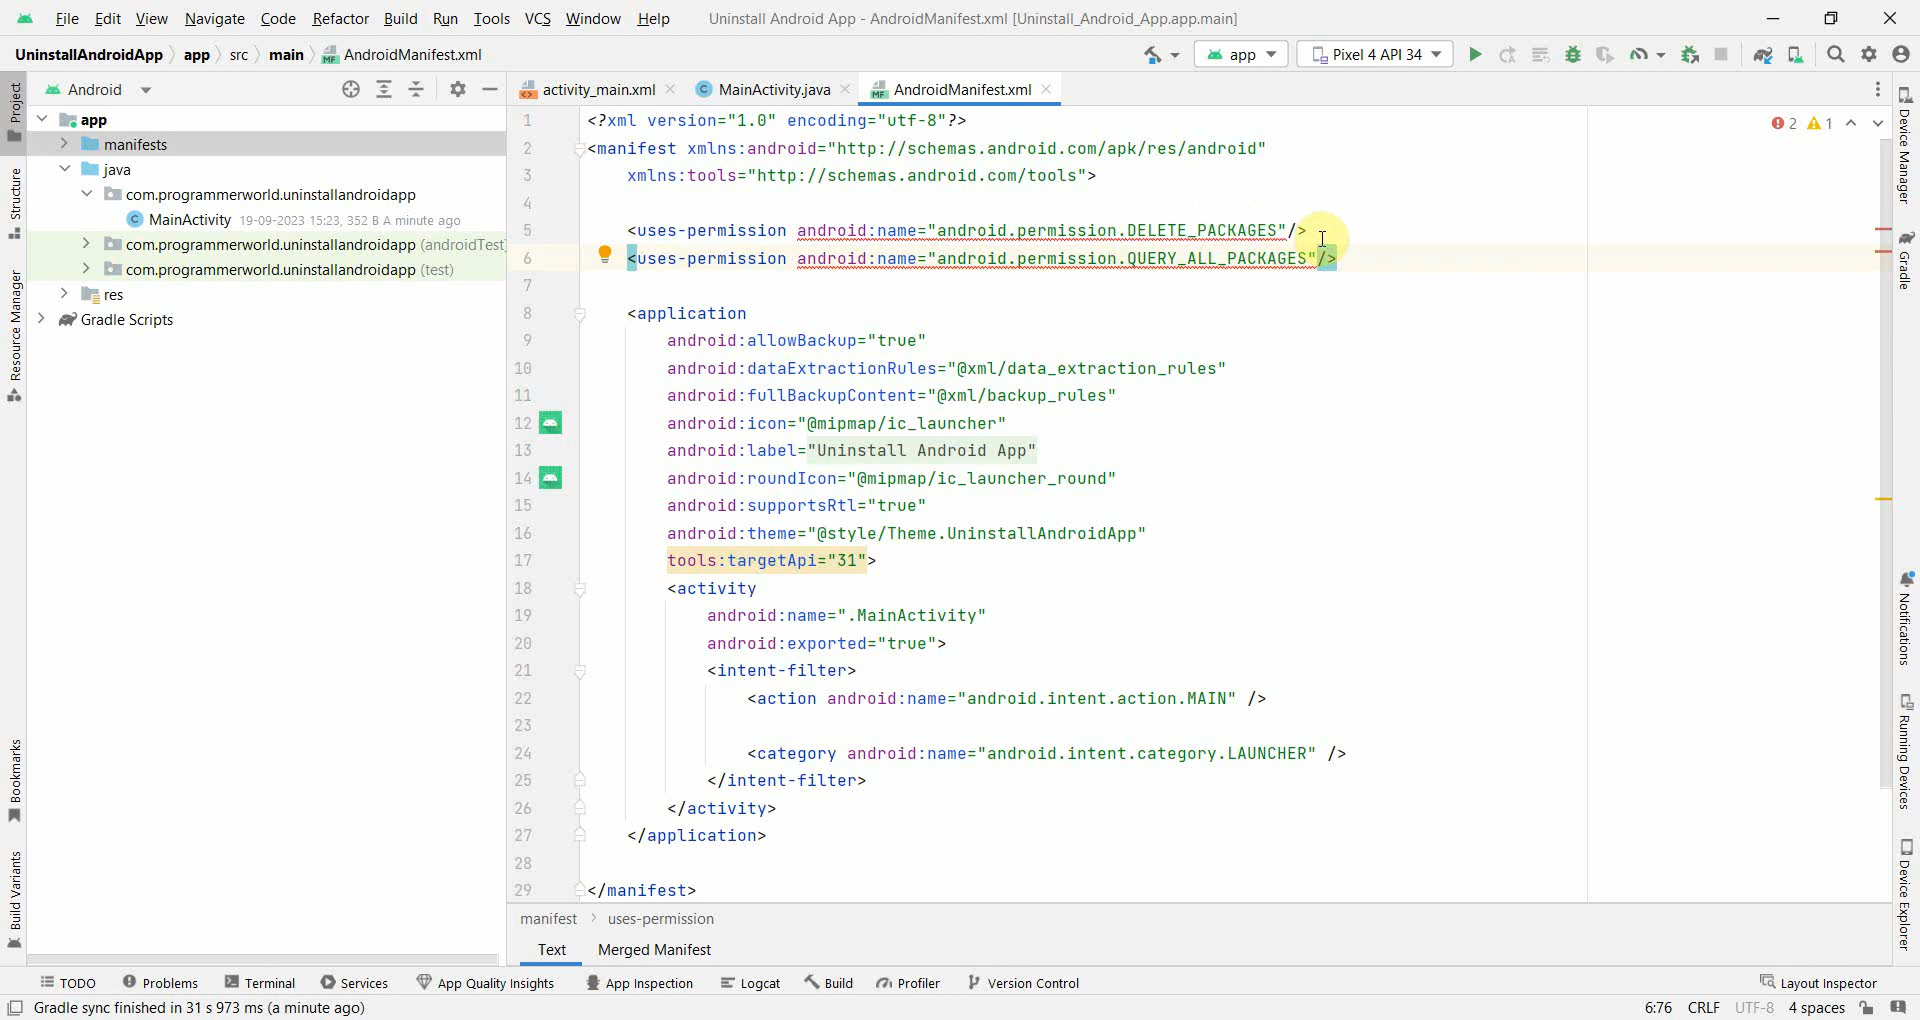 File Edit View Navigate Code Refactor Build Run Tools VCS Window Help Uninstall Android App - AndroidManifest.xml [Uninstall_Android_App.app.main]
UninstallAndroidApp app src main AndroidManifest.xml app Pixel 4 API 34
Android activity_main.xml MainActivity.java AndroidManifest.xml
Project
Structure
Resource Manager
Bookmarks
Build Variants
app
manifests
java
com.programmerworld.uninstallandroidapp
MainActivity 19-09-2023 15:23, 352 B A minute ago
com.programmerworld.uninstallandroidapp (androidTest)
com.programmerworld.uninstallandroidapp (test)
res
Gradle Scripts
2 1
1 <?xml version="1.0" encoding="utf-8"?>
2 <manifest xmlns:android="http://schemas.android.com/apk/res/android"
3 xmlns:tools="http://schemas.android.com/tools">
4
5 <uses-permission android:name="android.permission.DELETE_PACKAGES"/>
6 <uses-permission android:name="android.permission.QUERY_ALL_PACKAGES"/>
7
8 <application
9 android:allowBackup="true"
10 android:dataExtractionRules="@xml/data_extraction_rules"
11 android:fullBackupContent="@xml/backup_rules"
12 android:icon="@mipmap/ic_launcher"
13 android:label="Uninstall Android App"
14 android:roundIcon="@mipmap/ic_launcher_round"
15 android:supportsRtl="true"
16 android:theme="@style/Theme.UninstallAndroidApp"
17 tools:targetApi="31">
18 <activity
19 android:name=".MainActivity"
20 android:exported="true">
21 <intent-filter>
22 <action android:name="android.intent.action.MAIN" />
23
24 <category android:name="android.intent.category.LAUNCHER" />
25 </intent-filter>
26 </activity>
27 </application>
28
29 </manifest>
manifest uses-permission
Text Merged Manifest
Device Manager
Gradle
Notifications
Running Devices
Device Explorer
TODO Problems Terminal Services App Quality Insights App Inspection Logcat Build Profiler Version Control Layout Inspector
Gradle sync finished in 31 s 973 ms (a minute ago) 6:76 CRLF UTF-8 4 spaces